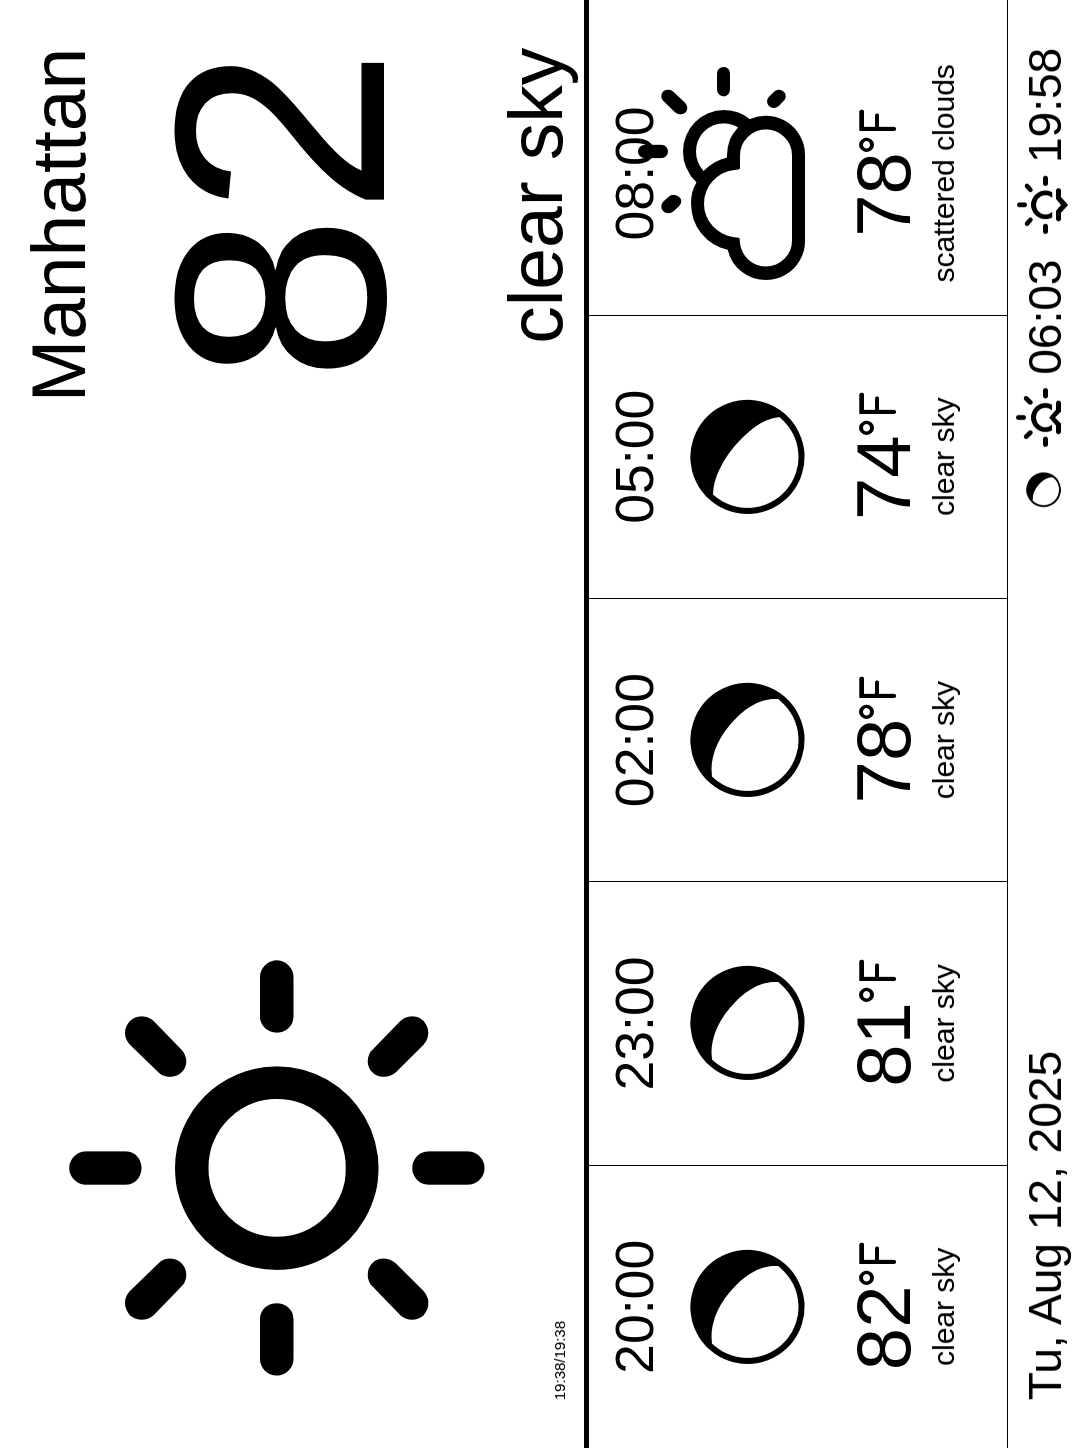 Manhattan
82
clear sky
19:38/19:38
20:00 23:00 02:00 05:00 08:00
82°F 81°F 78°F 74°F 78°F
clear sky clear sky clear sky clear sky scattered clouds
Tu, Aug 12, 2025 06:03 19:58